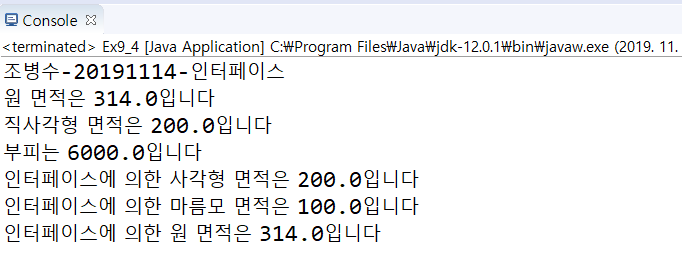 Console
<terminated> Ex9_4 [Java Application] C:₩Program Files₩Java₩jdk-12.0.1₩bin₩javaw.exe (2019. 11.
조병수-20191114-인터페이스
원 면적은 314.0입니다
직사각형 면적은 200.0입니다
부피는 6000.0입니다
인터페이스에 의한 사각형 면적은 200.0입니다
인터페이스에 의한 마름모 면적은 100.0입니다
인터페이스에 의한 원 면적은 314.0입니다